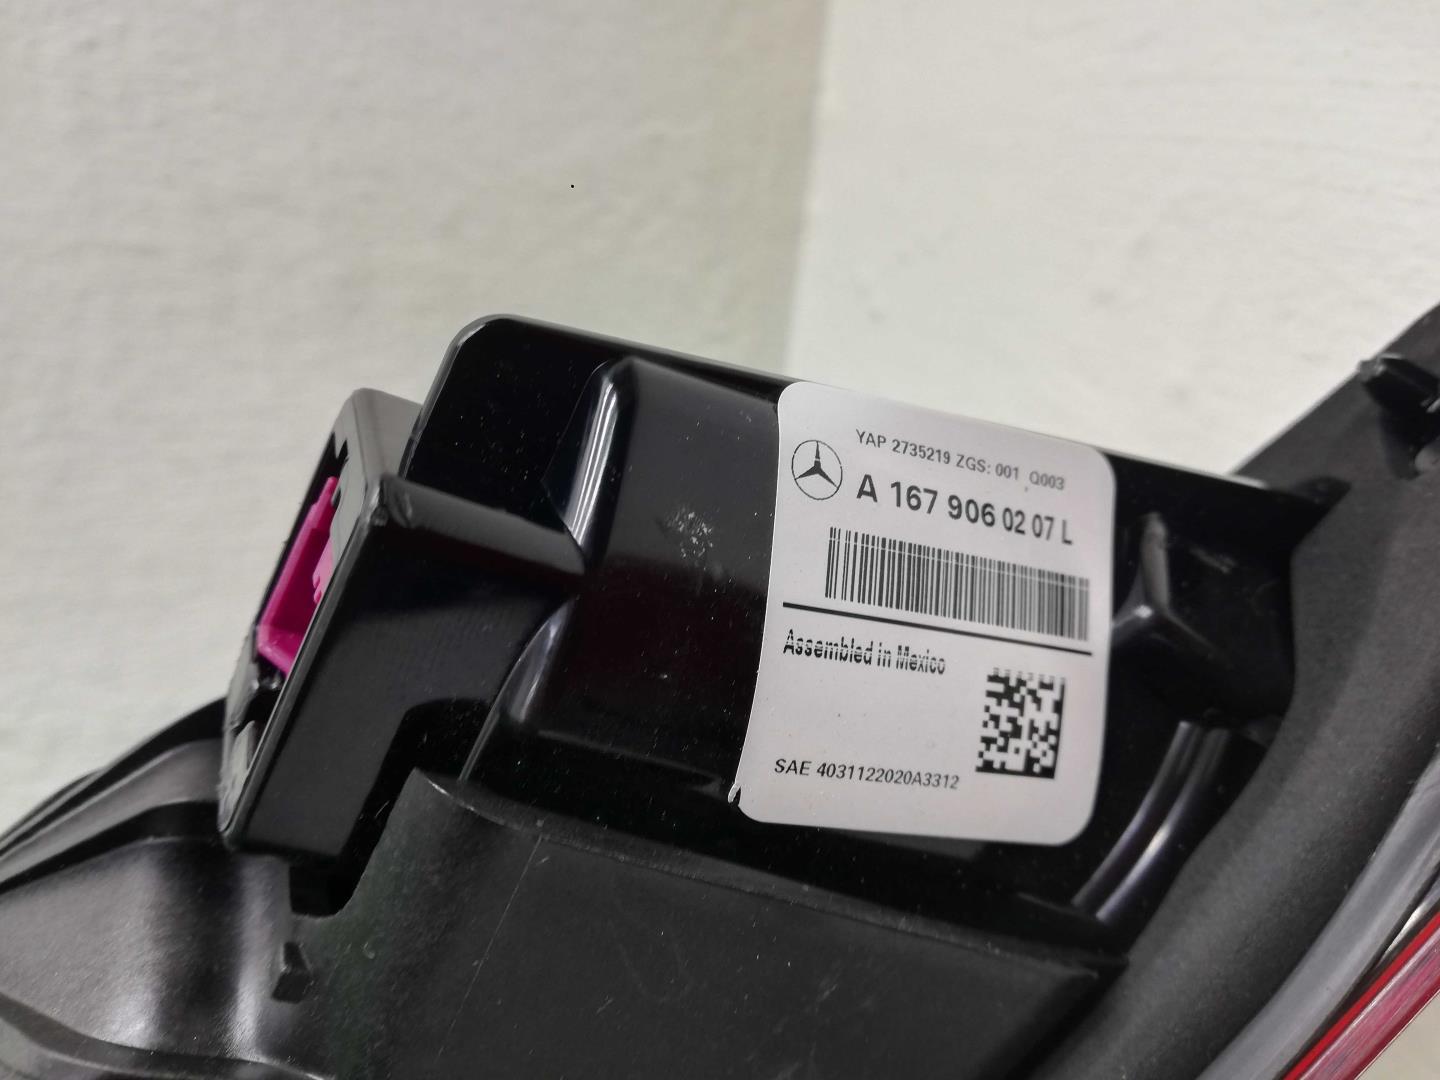 YAP 2735219 ZGS: 001 Q003
A 167 906 02 07 L
Assembled in Mexico
SAE 4031122020A3312